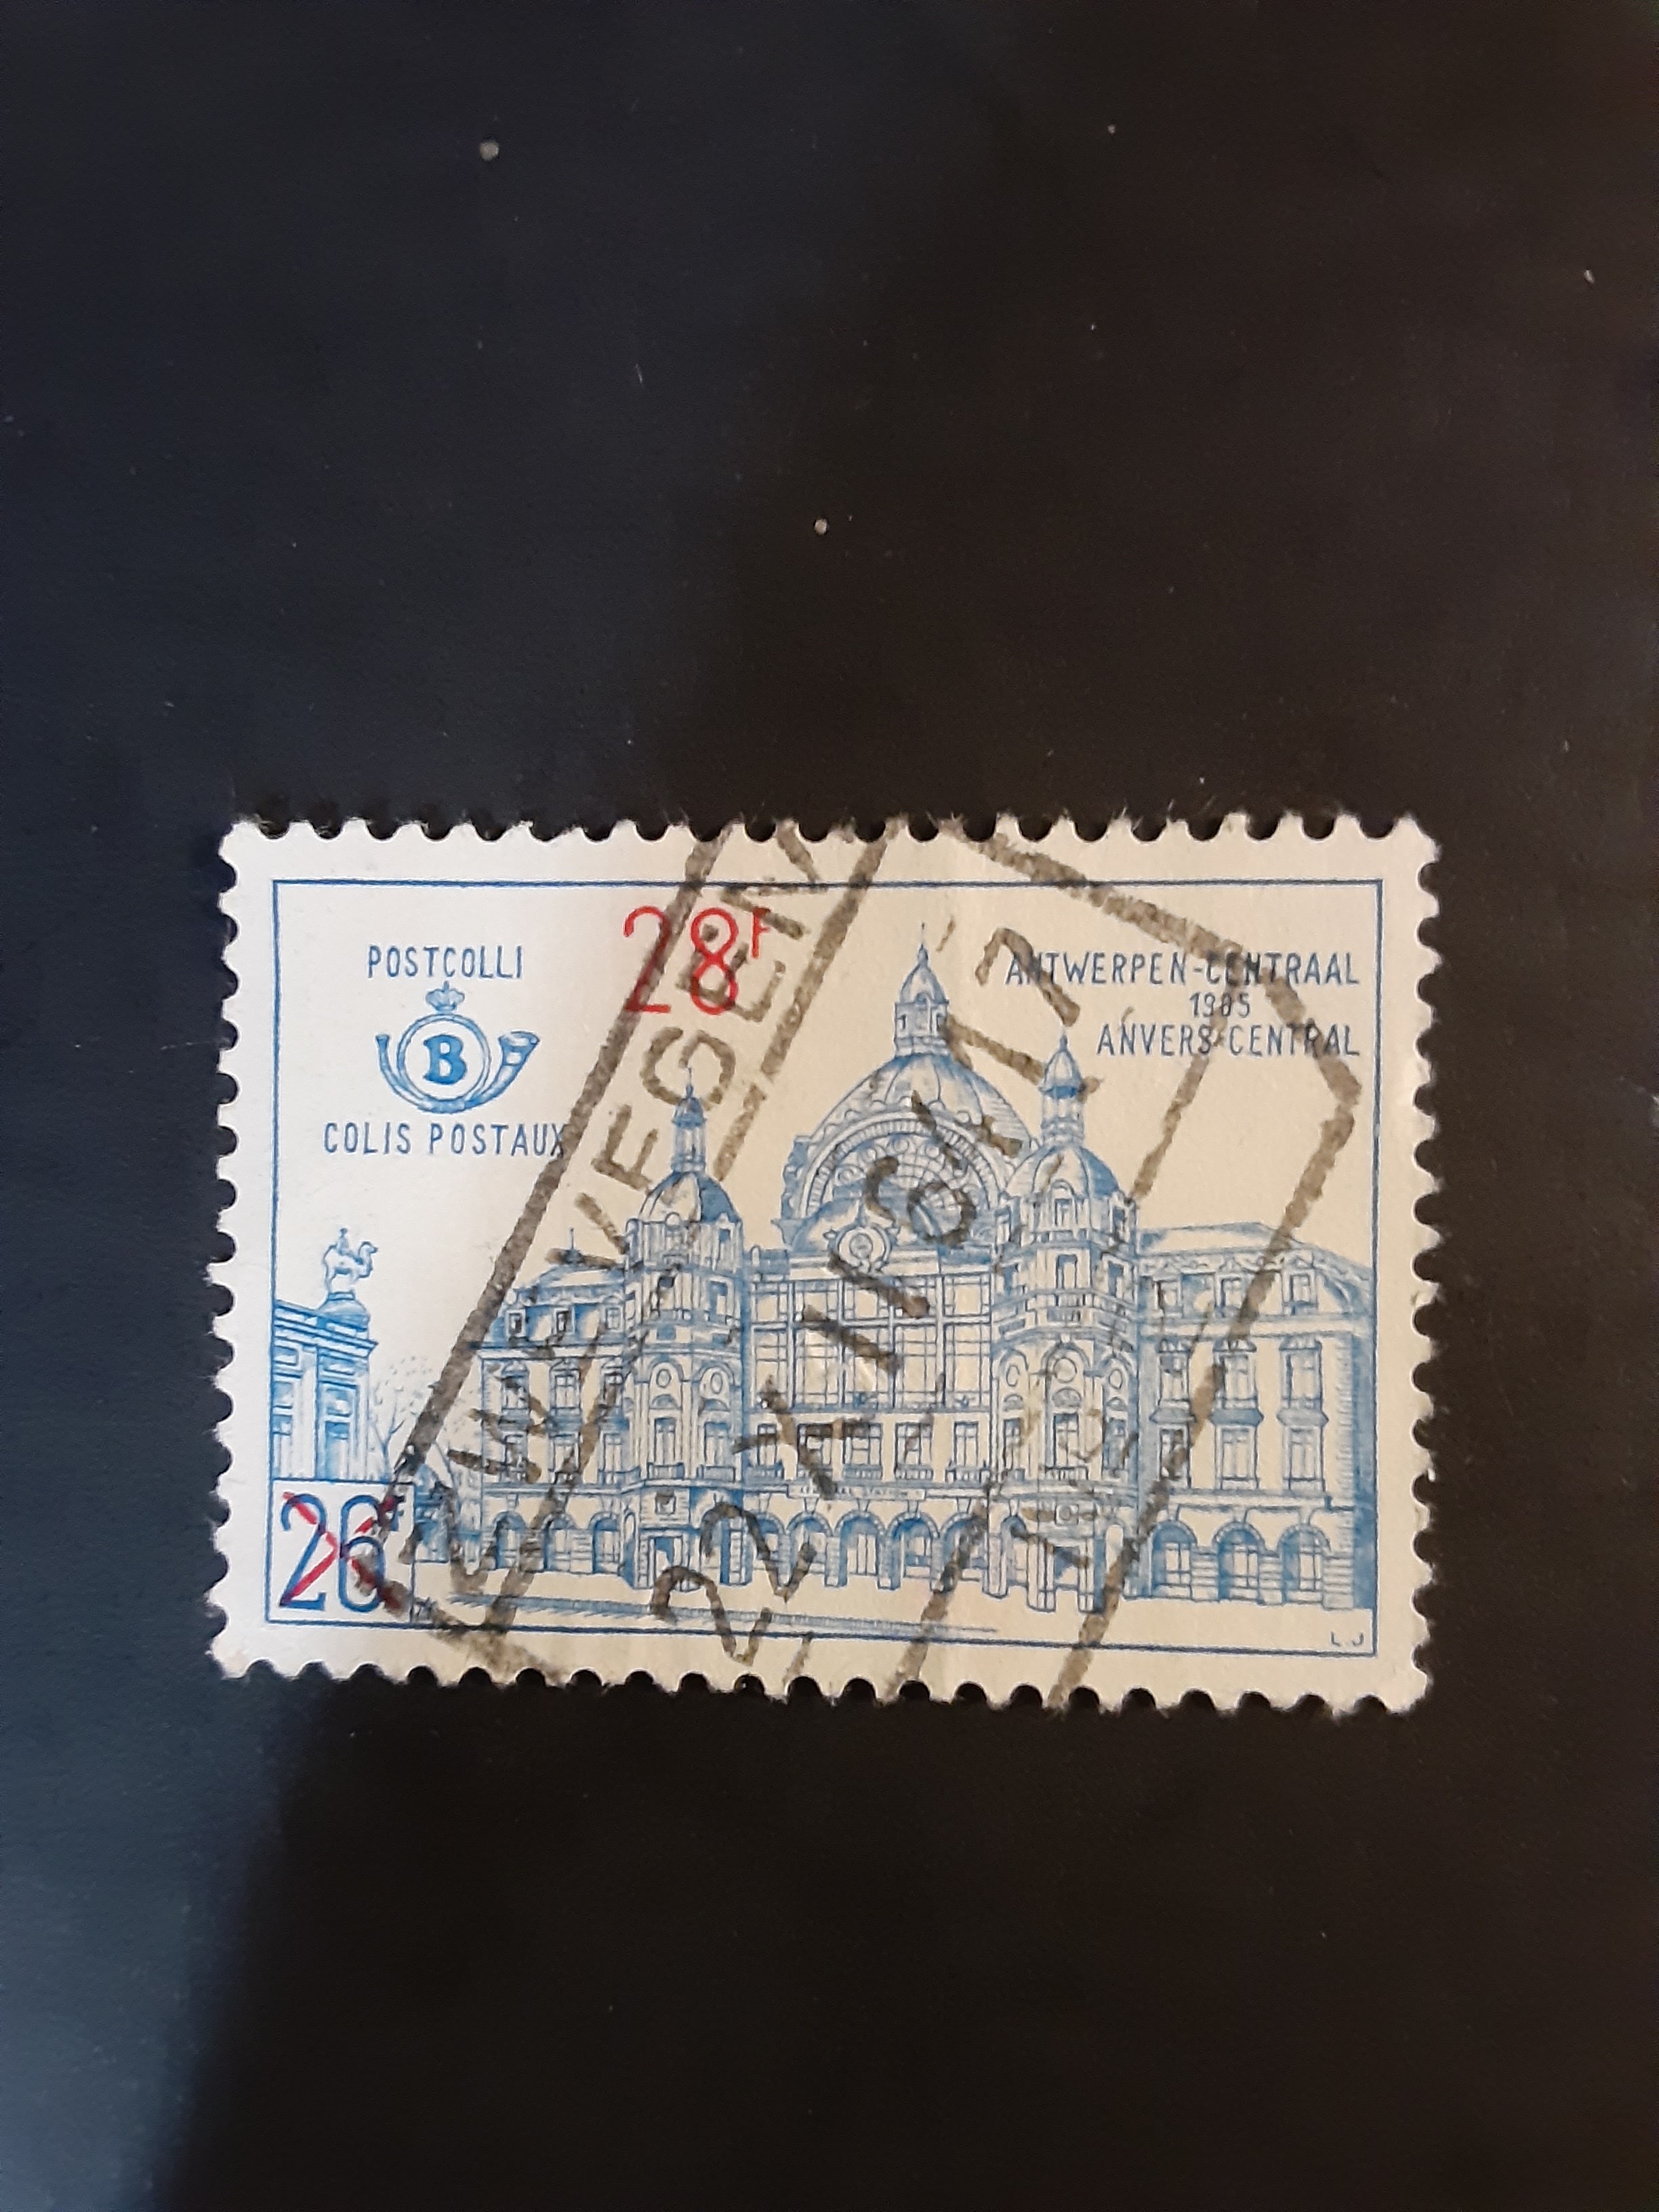 28F
POSTCOLLI
B
COLIS POSTAUX
ANTWERPEN-CENTRAAL
1905
ANVERS-CENTRAL
26F
L.J